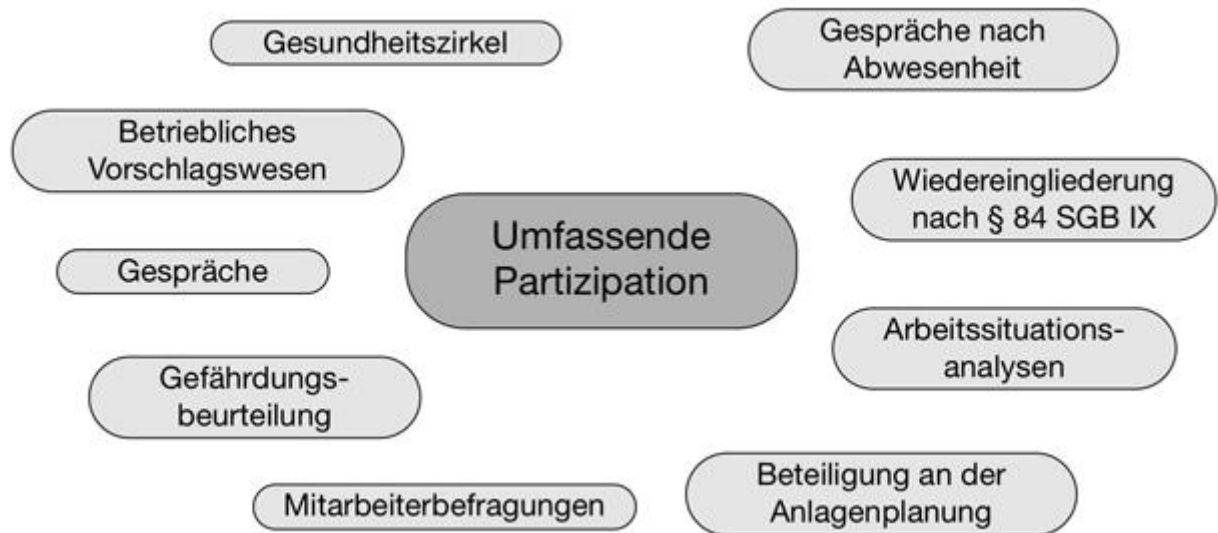 Gesundheitszirkel
Gespräche nach
Abwesenheit
Betriebliches
Vorschlagswesen
Wiedereingliederung
nach § 84 SGB IX
Umfassende
Partizipation
Gespräche
Arbeitssituations-
analysen
Gefährdungs-
beurteilung
Beteiligung an der
Anlagenplanung
Mitarbeiterbefragungen